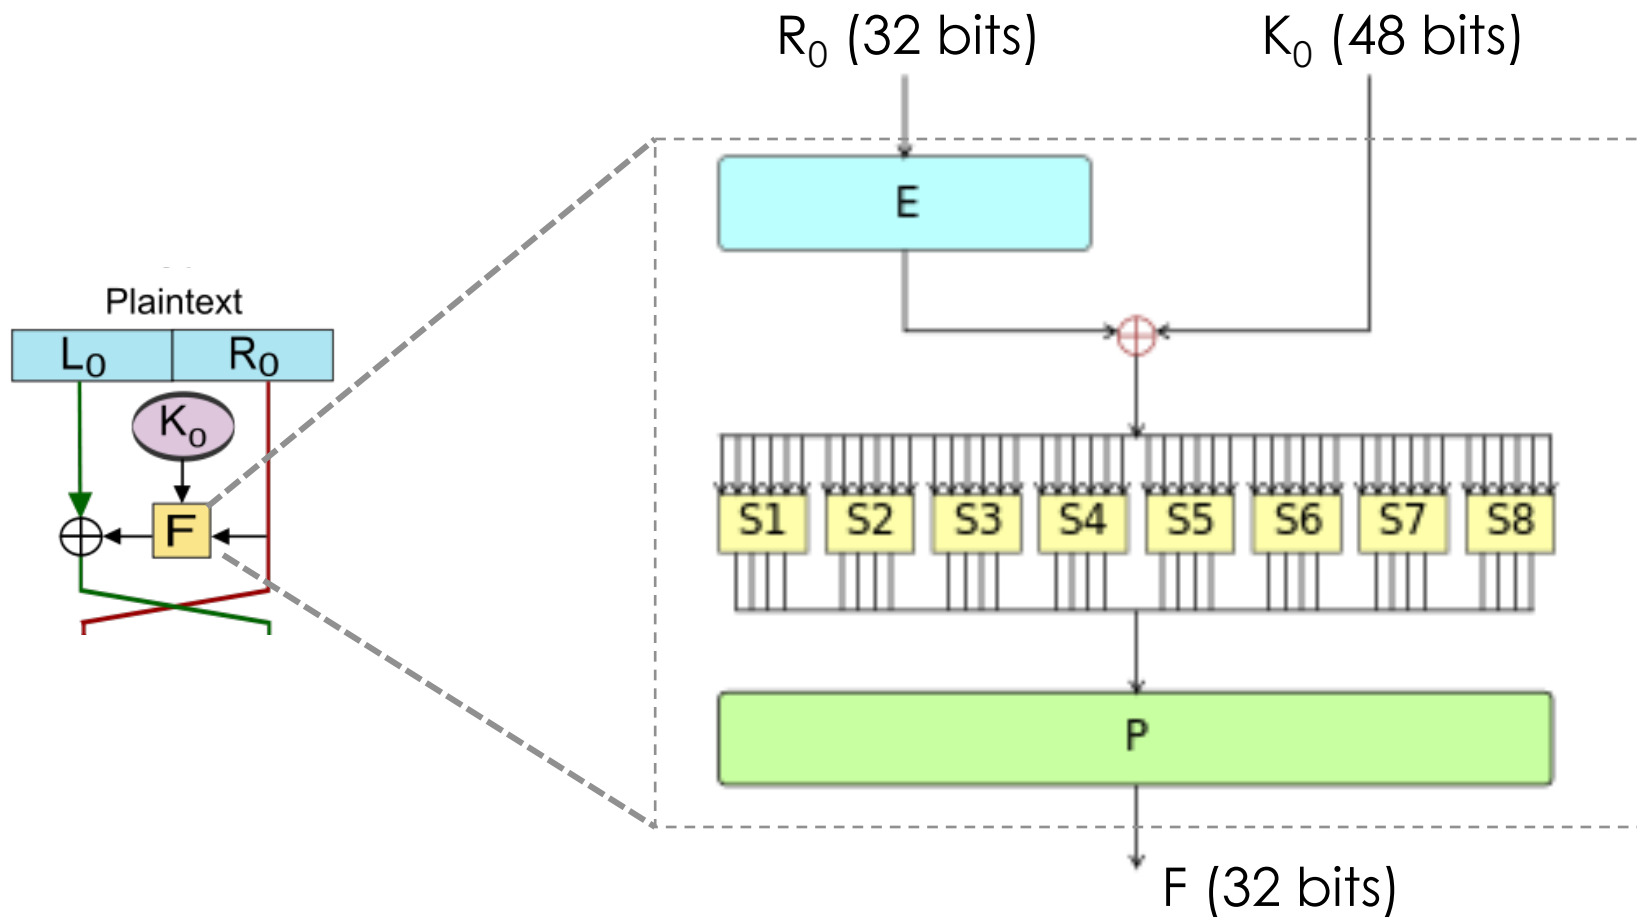 R₀ (32 bits)
K₀ (48 bits)
E
Plaintext
L₀
R₀
K₀
F
S1
S2
S3
S4
S5
S6
S7
S8
P
F (32 bits)